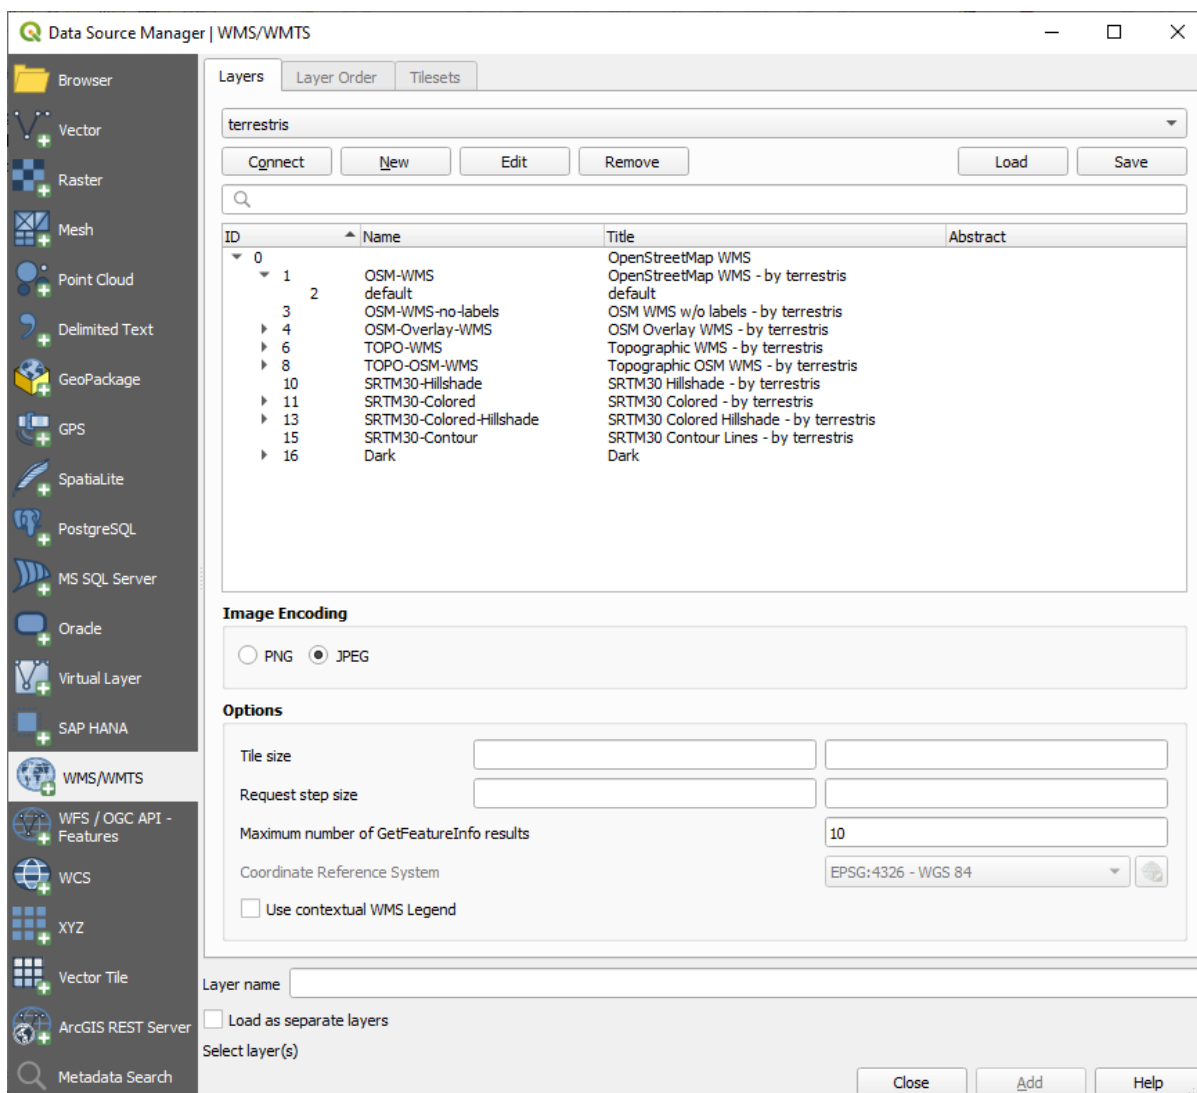 Data Source Manager | WMS/WMTS
Browser
Vector
Raster
Mesh
Point Cloud
Delimited Text
GeoPackage
GPS
SpatiaLite
PostgreSQL
MS SQL Server
Oracle
Virtual Layer
SAP HANA
WMS/WMTS
WFS / OGC API -
Features
WCS
XYZ
Vector Tile
ArcGIS REST Server
Metadata Search
Layers Layer Order Tilesets
terrestris
Connect New Edit Remove Load Save
ID Name Title Abstract
0 OpenStreetMap WMS
1 OSM-WMS OpenStreetMap WMS - by terrestris
2 default default
3 OSM-WMS-no-labels OSM WMS w/o labels - by terrestris
4 OSM-Overlay-WMS OSM Overlay WMS - by terrestris
6 TOPO-WMS Topographic WMS - by terrestris
8 TOPO-OSM-WMS Topographic OSM WMS - by terrestris
10 SRTM30-Hillshade SRTM30 Hillshade - by terrestris
11 SRTM30-Colored SRTM30 Colored - by terrestris
13 SRTM30-Colored-Hillshade SRTM30 Colored Hillshade - by terrestris
15 SRTM30-Contour SRTM30 Contour Lines - by terrestris
16 Dark Dark
Image Encoding
PNG JPEG
Options
Tile size
Request step size
Maximum number of GetFeatureInfo results 10
Coordinate Reference System EPSG:4326 - WGS 84
Use contextual WMS Legend
Layer name
Load as separate layers
Select layer(s)
Close Add Help